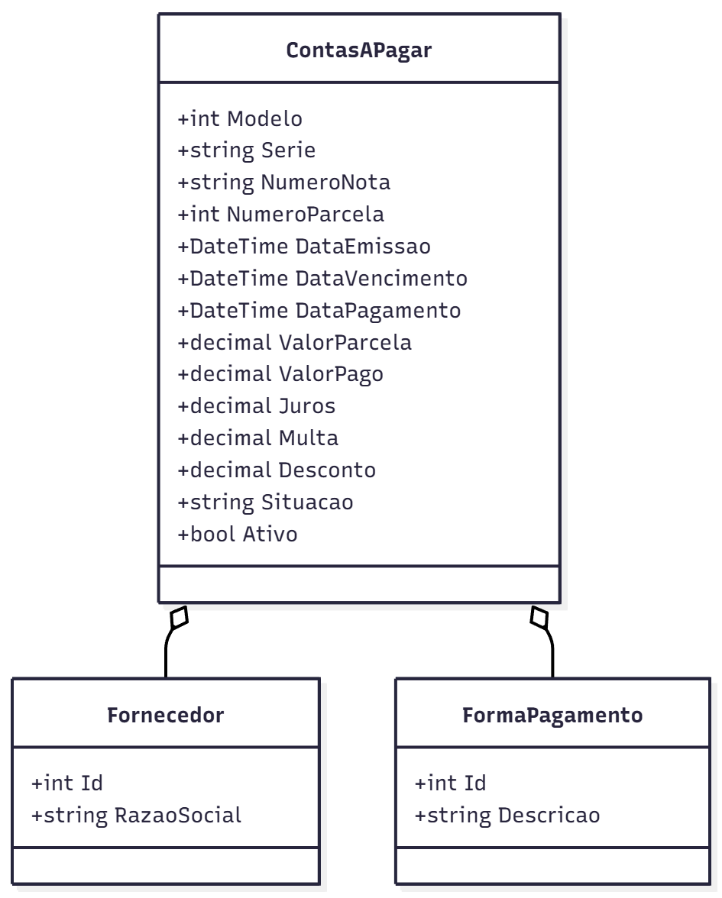 ContasAPagar
+int Modelo
+string Serie
+string NumeroNota
+int NumeroParcela
+DateTime DataEmissao
+DateTime DataVencimento
+DateTime DataPagamento
+decimal ValorParcela
+decimal ValorPago
+decimal Juros
+decimal Multa
+decimal Desconto
+string Situacao
+bool Ativo
Fornecedor
+int Id
+string RazaoSocial
FormaPagamento
+int Id
+string Descricao